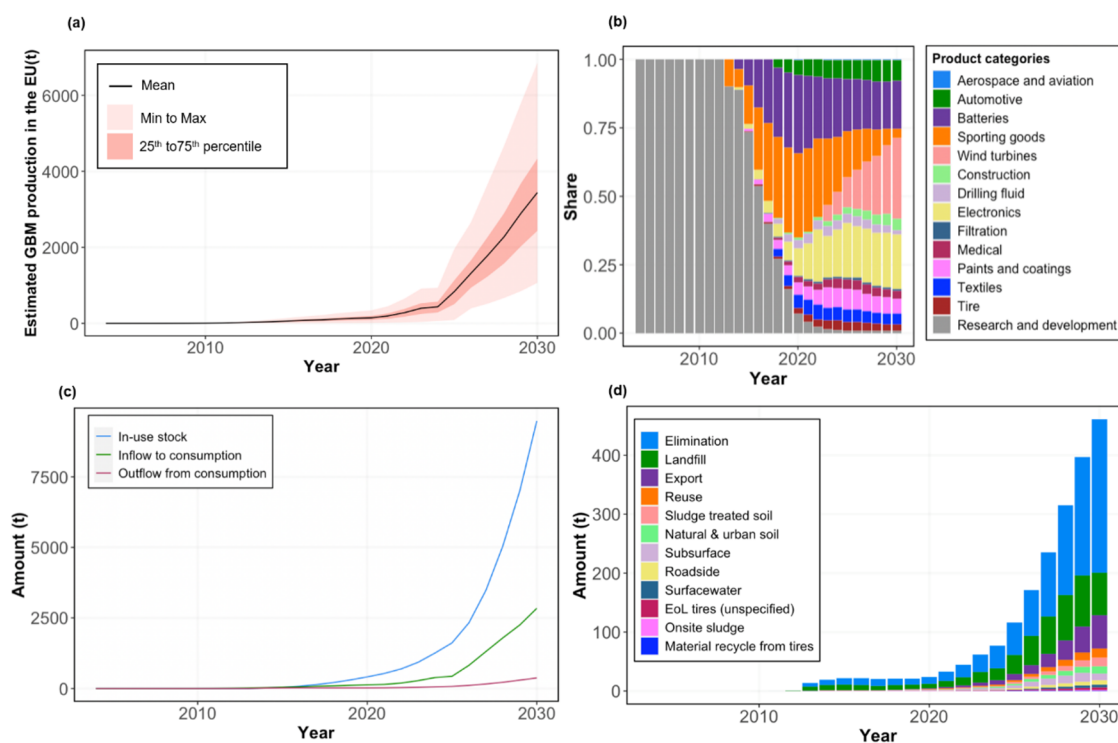 (a)
Estimated GBM production in the EU(t)
6000
4000
2000
0
Mean
Min to Max
25th to75th percentile
2010
2020
2030
Year
(b)
Share
1.00
0.75
0.50
0.25
0.00
2010
2020
2030
Year
Product categories
Aerospace and aviation
Automotive
Batteries
Sporting goods
Wind turbines
Construction
Drilling fluid
Electronics
Filtration
Medical
Paints and coatings
Textiles
Tire
Research and development
(c)
Amount (t)
7500
5000
2500
0
In-use stock
Inflow to consumption
Outflow from consumption
2010
2020
2030
Year
(d)
Amount (t)
400
300
200
100
0
Elimination
Landfill
Export
Reuse
Sludge treated soil
Natural & urban soil
Subsurface
Roadside
Surfacewater
EoL tires (unspecified)
Onsite sludge
Material recycle from tires
2010
2020
2030
Year